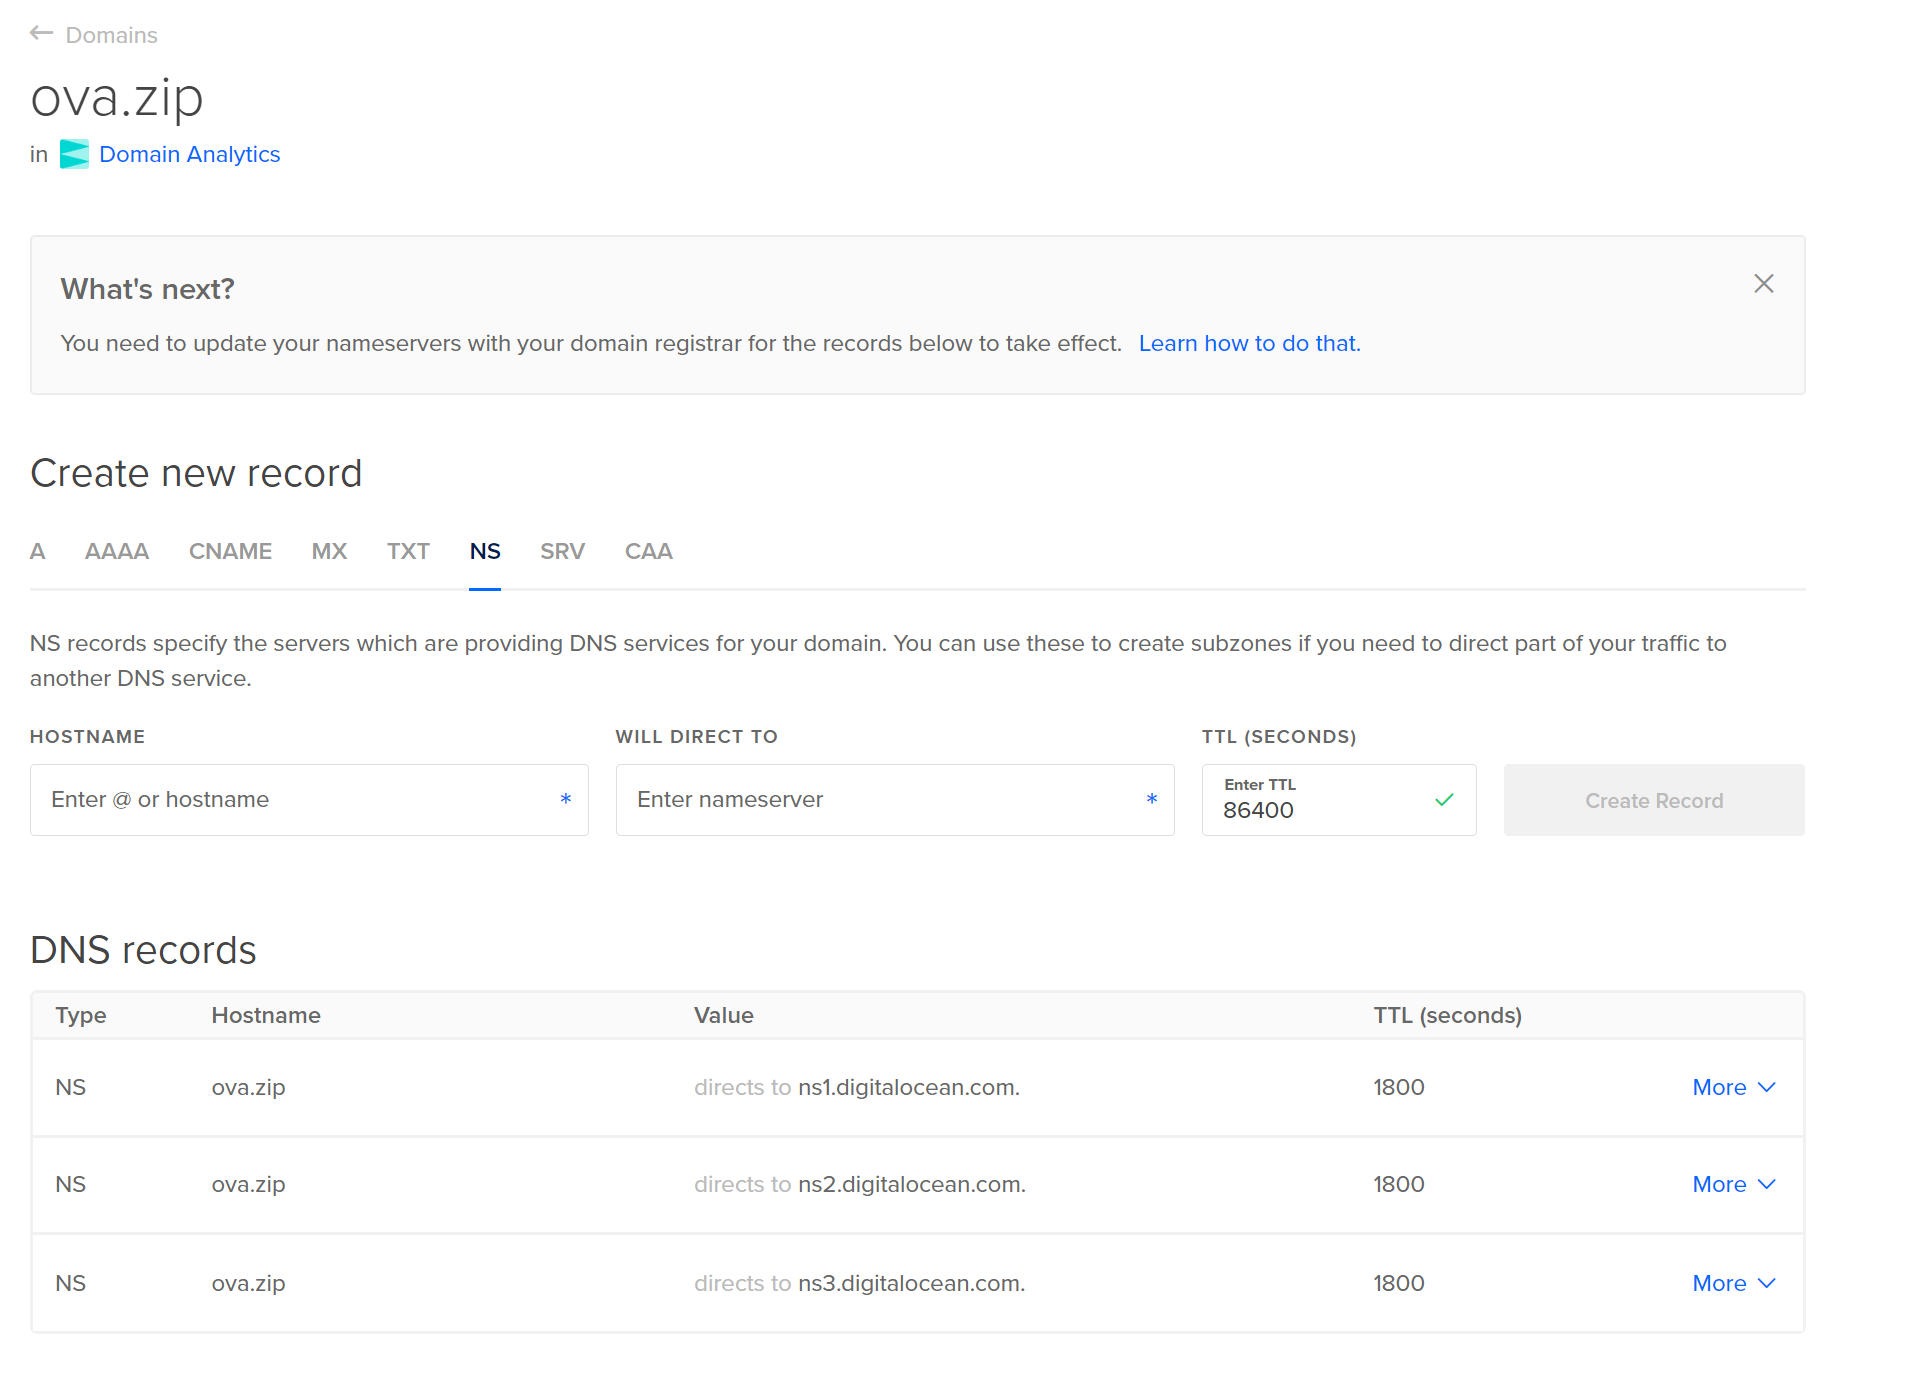 Domains
ova.zip
in Domain Analytics
What's next?
You need to update your nameservers with your domain registrar for the records below to take effect. Learn how to do that.
Create new record
A AAAA CNAME MX TXT NS SRV CAA
NS records specify the servers which are providing DNS services for your domain. You can use these to create subzones if you need to direct part of your traffic to
another DNS service.
HOSTNAME WILL DIRECT TO TTL (SECONDS)
Enter @ or hostname * Enter nameserver * Enter TTL
86400 Create Record
DNS records
Type Hostname Value TTL (seconds)
NS ova.zip directs to ns1.digitalocean.com. 1800 More
NS ova.zip directs to ns2.digitalocean.com. 1800 More
NS ova.zip directs to ns3.digitalocean.com. 1800 More